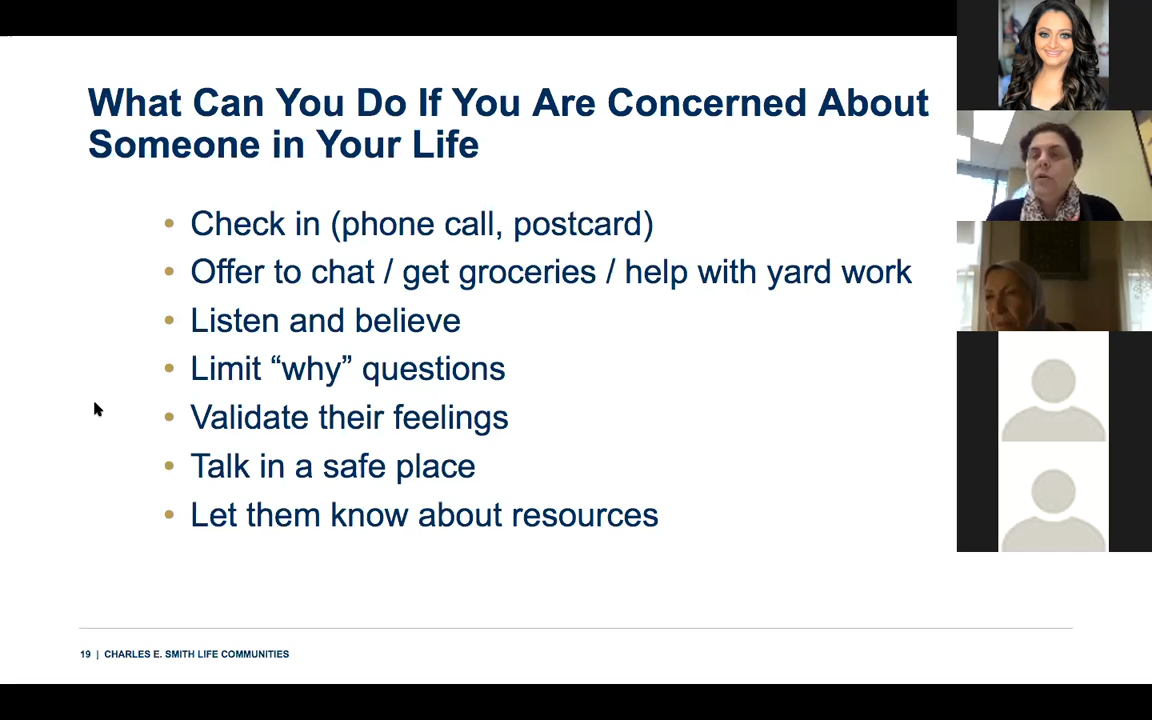 What Can You Do If You Are Concerned About
Someone in Your Life
• Check in (phone call, postcard)
• Offer to chat / get groceries / help with yard work
• Listen and believe
• Limit “why” questions
• Validate their feelings
• Talk in a safe place
• Let them know about resources
19 | CHARLES E. SMITH LIFE COMMUNITIES